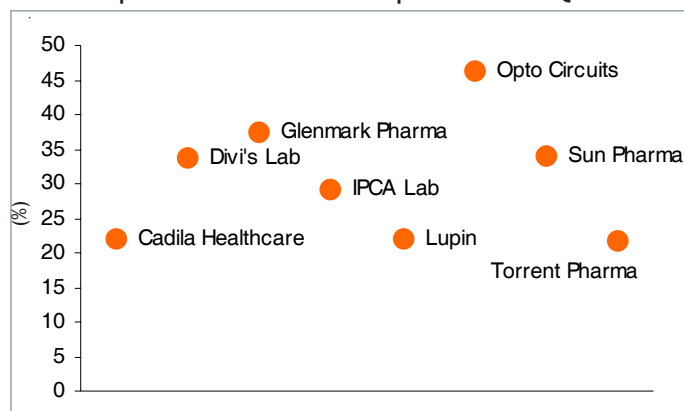 50
45
40
35
30
25
20
15
10
5
0
(%)
Opto Circuits
Glenmark Pharma
Divi's Lab
Sun Pharma
IPCA Lab
Cadila Healthcare
Lupin
Torrent Pharma